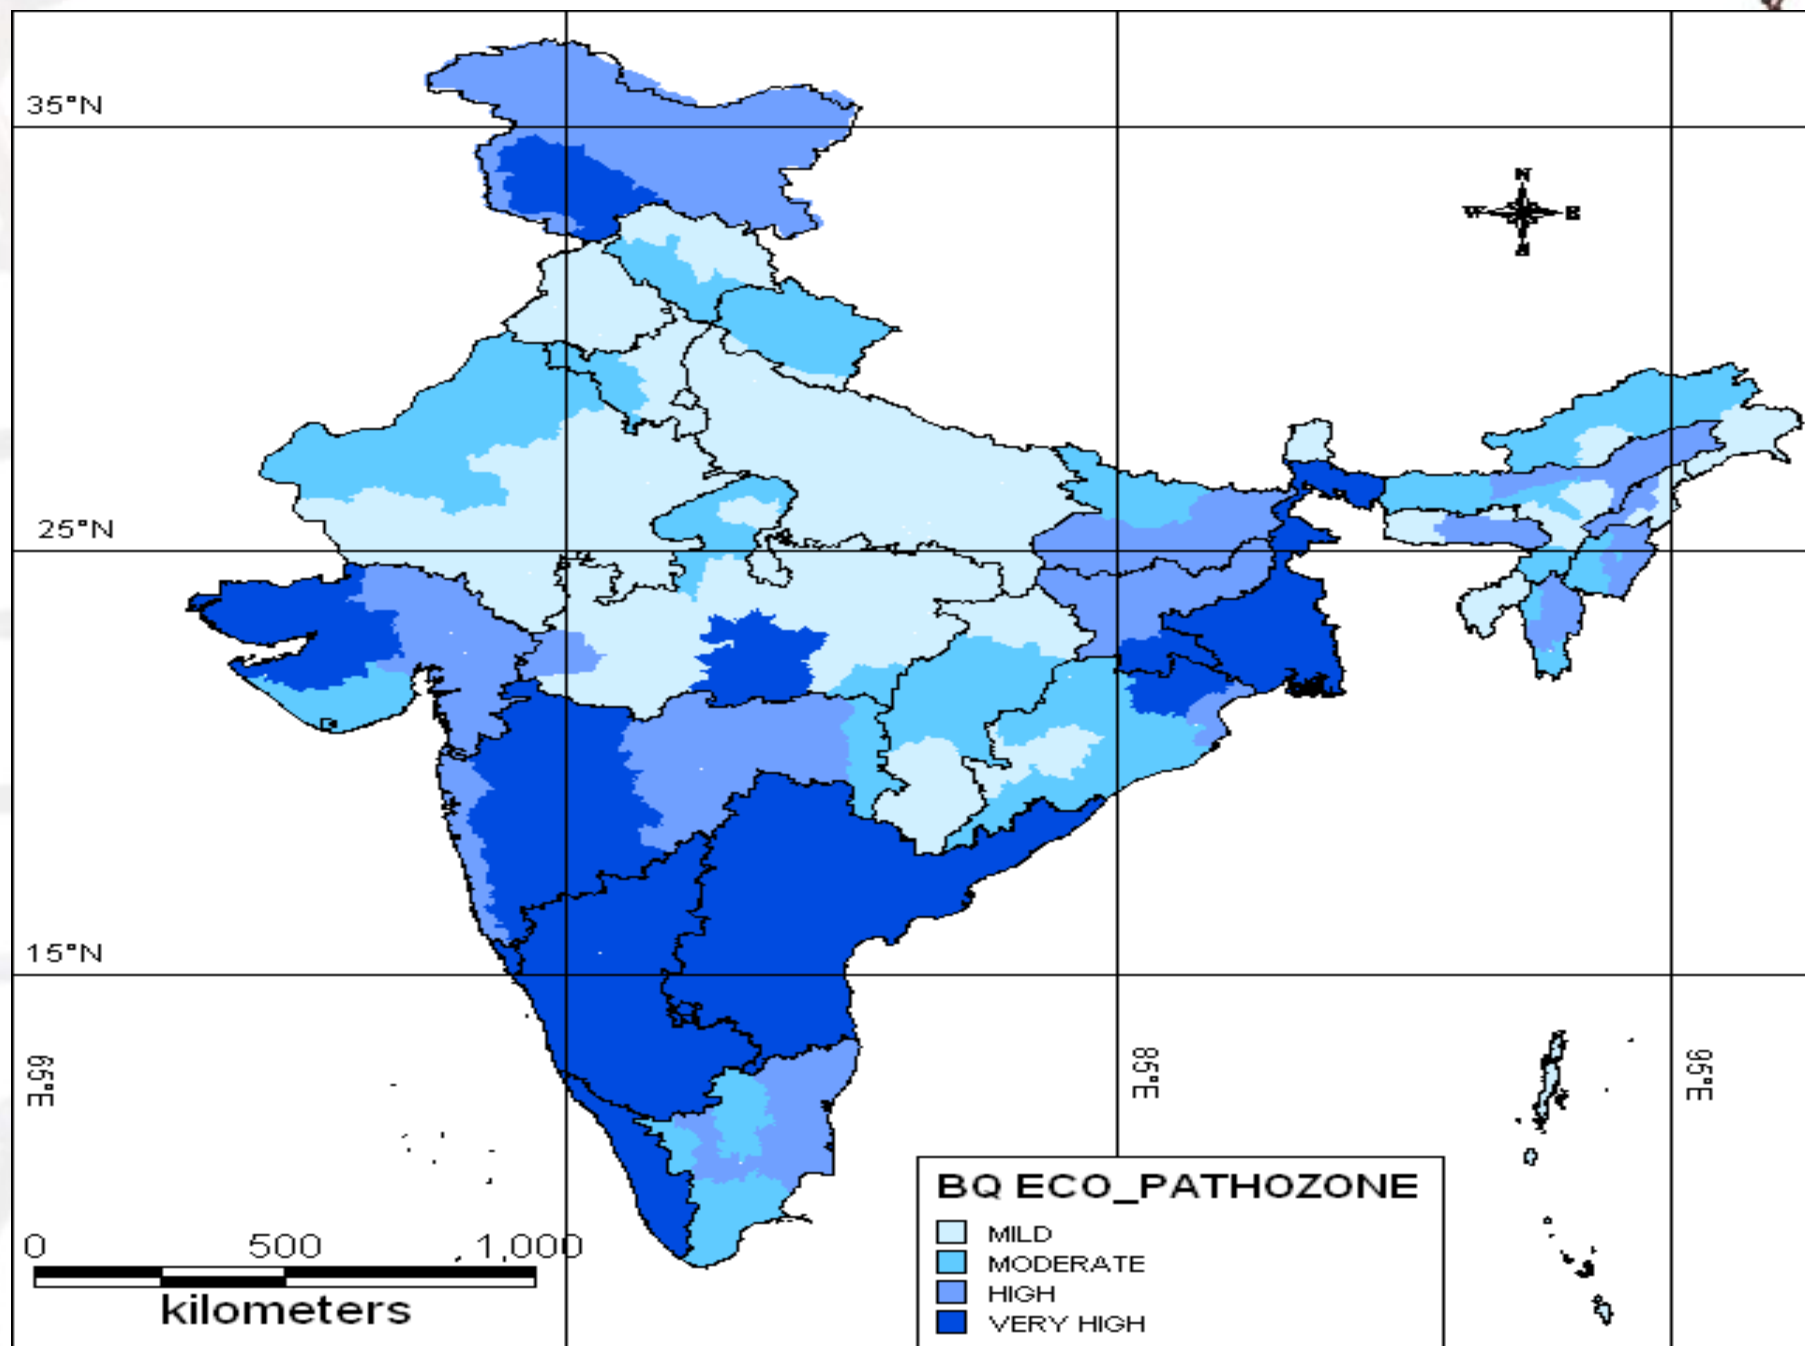 35°N
N
W E
S
25°N
15°N
65°E
85°E
95°E
BQ ECO_PATHOZONE
MILD
MODERATE
HIGH
VERY HIGH
0 500 1,000
kilometers